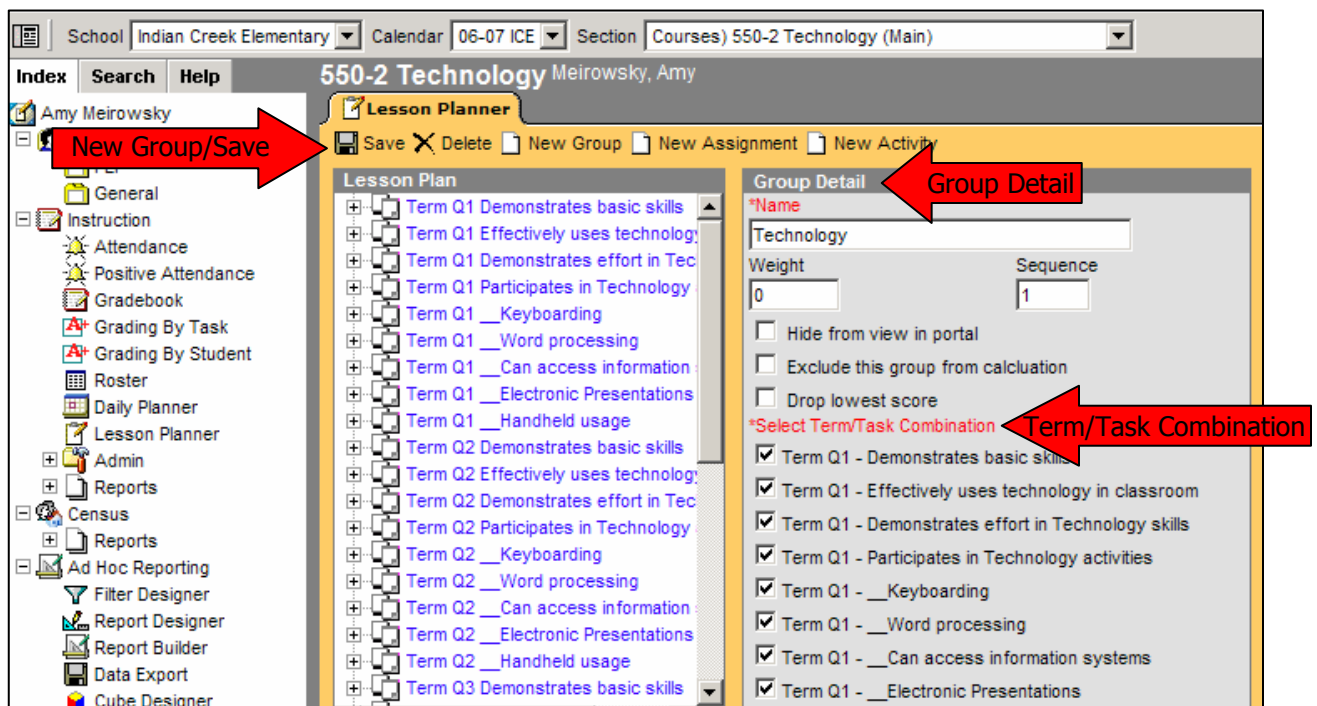 School Indian Creek Elementary Calendar 06-07 ICE Section Courses) 550-2 Technology (Main)
Index Search Help
550-2 Technology Meirowsky, Amy
Amy Meirowsky
Lesson Planner
New Group/Save
Save Delete New Group New Assignment New Activity
General
Instruction
Attendance
Positive Attendance
Gradebook
Grading By Task
Grading By Student
Roster
Daily Planner
Lesson Planner
Admin
Reports
Census
Reports
Ad Hoc Reporting
Filter Designer
Report Designer
Report Builder
Data Export
Cube Designer
Lesson Plan
Term Q1 Demonstrates basic skills
Term Q1 Effectively uses technology
Term Q1 Demonstrates effort in Tec
Term Q1 Participates in Technology
Term Q1 __Keyboarding
Term Q1 __Word processing
Term Q1 __Can access information
Term Q1 __Electronic Presentations
Term Q1 __Handheld usage
Term Q2 Demonstrates basic skills
Term Q2 Effectively uses technology
Term Q2 Demonstrates effort in Tec
Term Q2 Participates in Technology
Term Q2 __Keyboarding
Term Q2 __Word processing
Term Q2 __Can access information
Term Q2 __Electronic Presentations
Term Q2 __Handheld usage
Term Q3 Demonstrates basic skills
Group Detail
Group Detail
*Name
Technology
Weight Sequence
0 1
Hide from view in portal
Exclude this group from calcluation
Drop lowest score
*Select Term/Task Combination
Term/Task Combination
Term Q1 - Demonstrates basic skills
Term Q1 - Effectively uses technology in classroom
Term Q1 - Demonstrates effort in Technology skills
Term Q1 - Participates in Technology activities
Term Q1 - __Keyboarding
Term Q1 - __Word processing
Term Q1 - __Can access information systems
Term Q1 - __Electronic Presentations